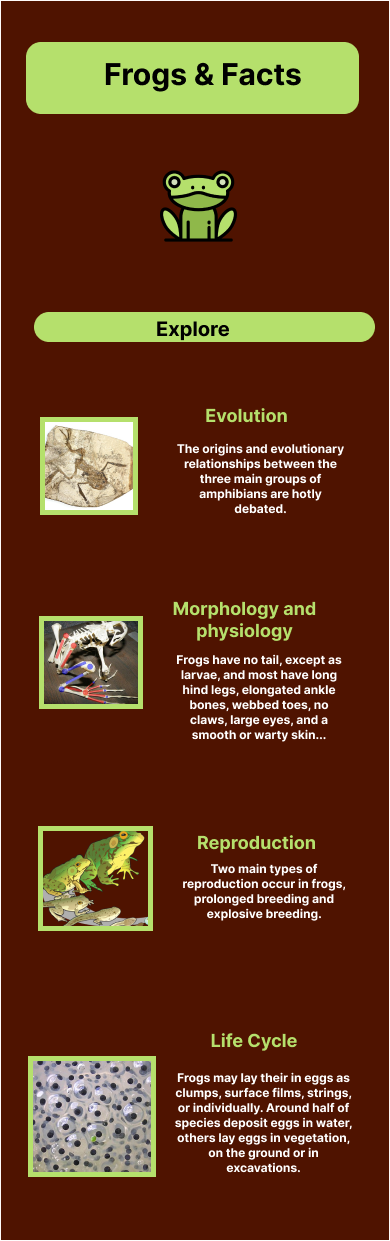 Frogs & Facts
Explore
Evolution
The origins and evolutionary
relationships between the
three main groups of
amphibians are hotly
debated.
Morphology and
physiology
Frogs have no tail, except as
larvae, and most have long
hind legs, elongated ankle
bones, webbed toes, no
claws, large eyes, and a
smooth or warty skin...
Reproduction
Two main types of
reproduction occur in frogs,
prolonged breeding and
explosive breeding.
Life Cycle
Frogs may lay their in eggs as
clumps, surface films, strings,
or individually. Around half of
species deposit eggs in water,
others lay eggs in vegetation,
on the ground or in
excavations.